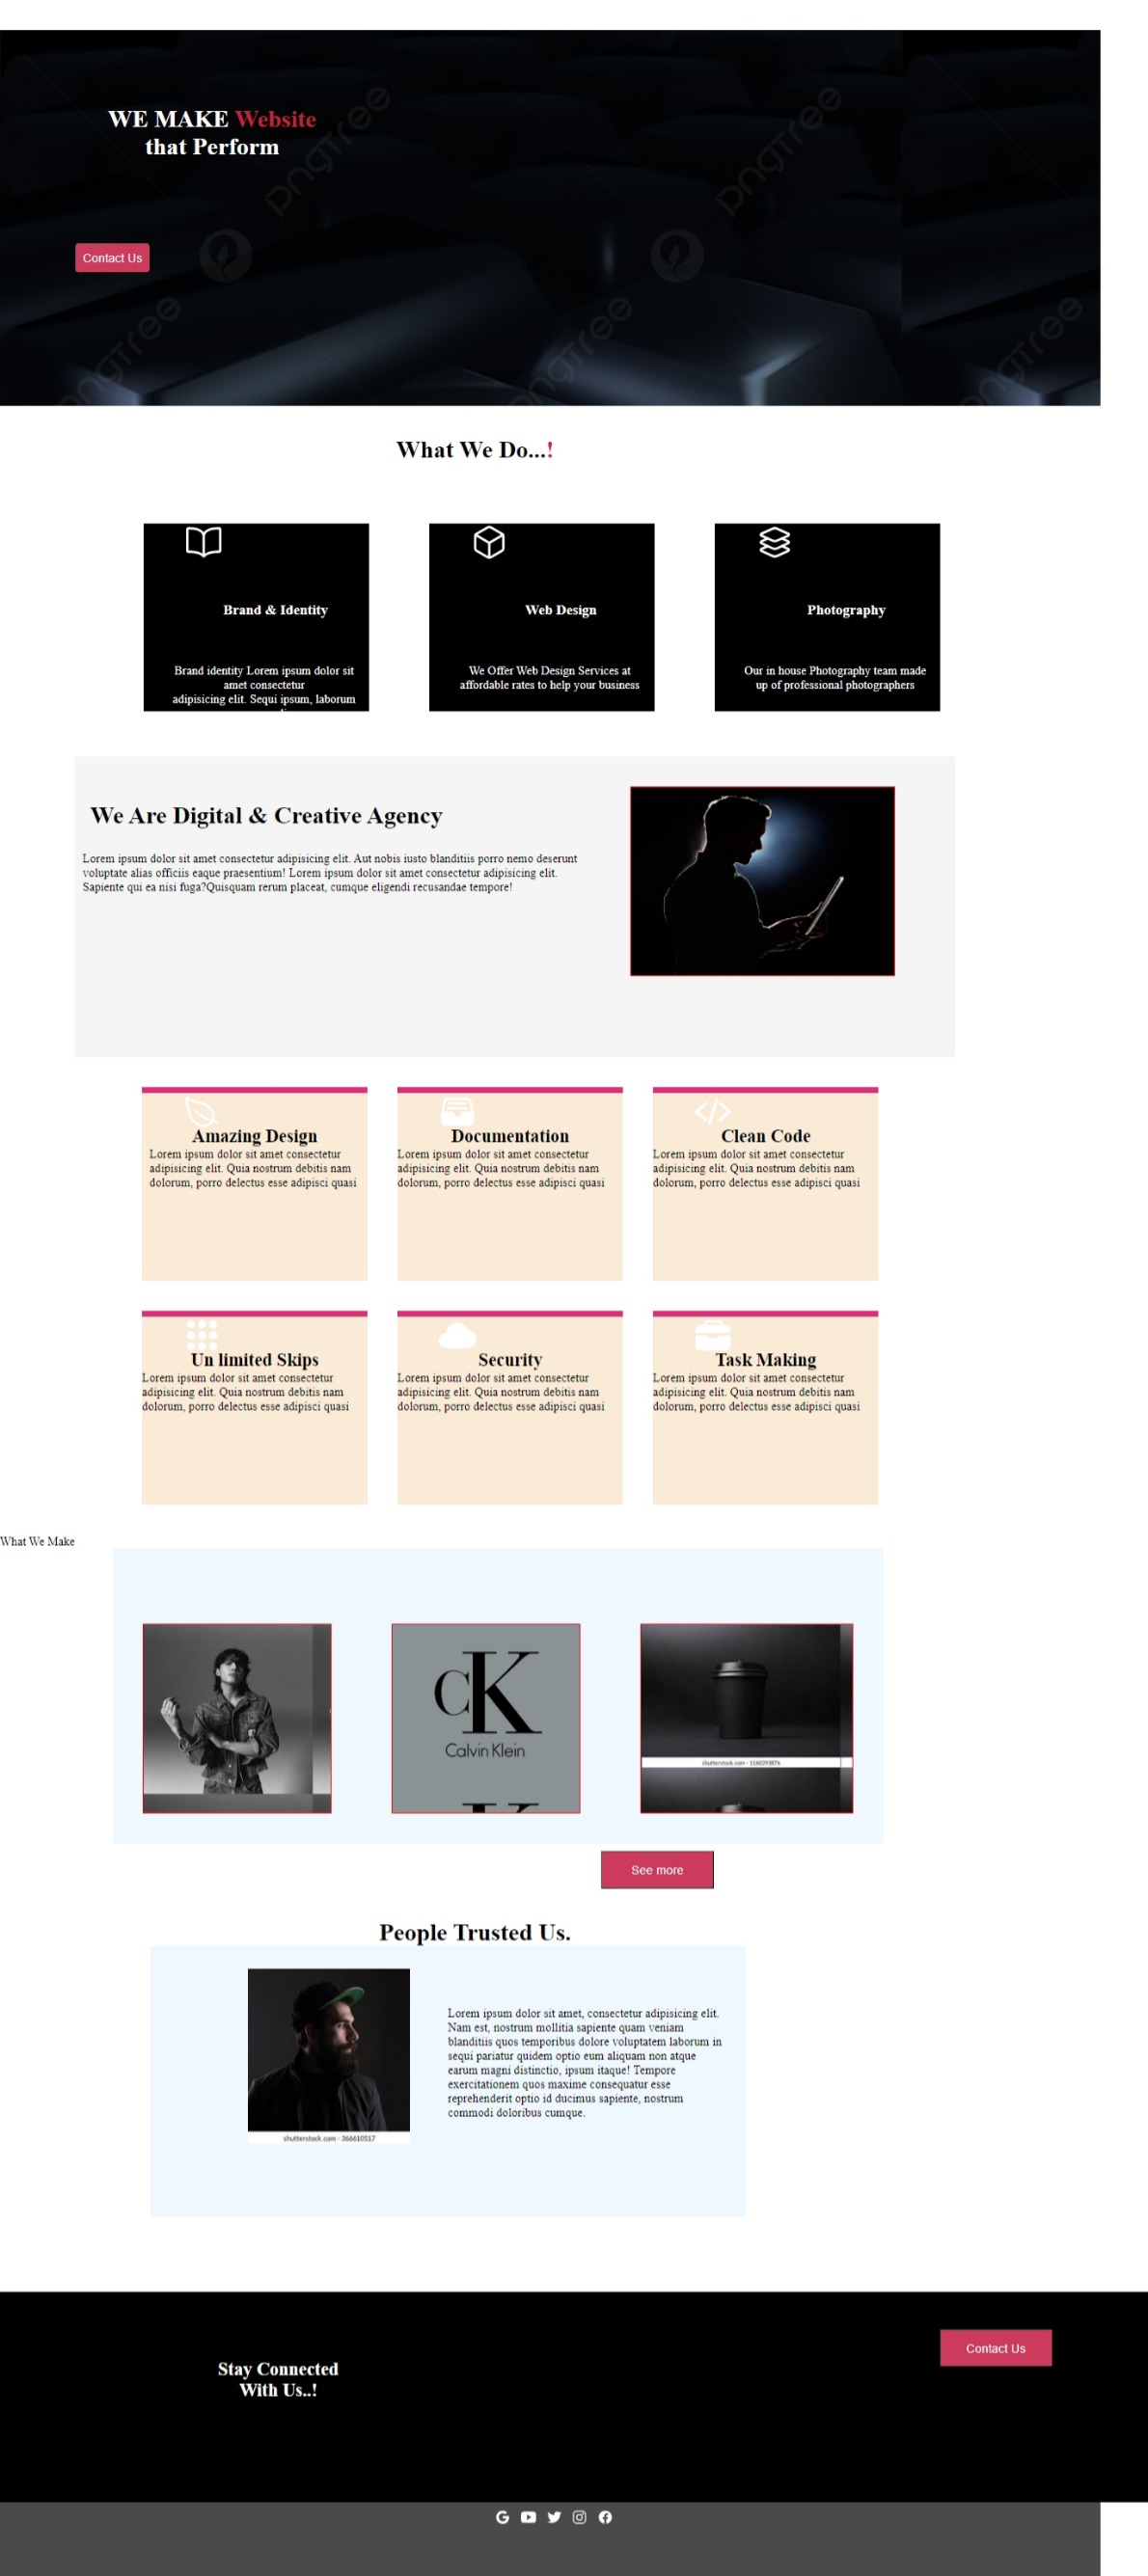 WE MAKE Website
that Perform
pngtree
pngtree
Contact Us
pngtree
pngtree
pngtree
What We Do...!
Brand & Identity
Brand identity Lorem ipsum dolor sit
amet consectetur
adipisicing elit. Sequi ipsum, laborum
Web Design
We Offer Web Design Services at
affordable rates to help your business
Photography
Our in house Photography team made
up of professional photographers
We Are Digital & Creative Agency
Lorem ipsum dolor sit amet consectetur adipisicing elit. Aut nobis iusto blanditiis porro nemo deserunt
voluptate alias officiis eaque praesentium! Lorem ipsum dolor sit amet consectetur adipisicing elit.
Sapiente qui ea nisi fuga?Quisquam rerum placeat, cumque eligendi recusandae tempore!
Amazing Design
Lorem ipsum dolor sit amet consectetur
adipisicing elit. Quia nostrum debitis nam
dolorum, porro delectus esse adipisci quasi
Documentation
Lorem ipsum dolor sit amet consectetur
adipisicing elit. Quia nostrum debitis nam
dolorum, porro delectus esse adipisci quasi
Clean Code
Lorem ipsum dolor sit amet consectetur
adipisicing elit. Quia nostrum debitis nam
dolorum, porro delectus esse adipisci quasi
Un limited Skips
Lorem ipsum dolor sit amet consectetur
adipisicing elit. Quia nostrum debitis nam
dolorum, porro delectus esse adipisci quasi
Security
Lorem ipsum dolor sit amet consectetur
adipisicing elit. Quia nostrum debitis nam
dolorum, porro delectus esse adipisci quasi
Task Making
Lorem ipsum dolor sit amet consectetur
adipisicing elit. Quia nostrum debitis nam
dolorum, porro delectus esse adipisci quasi
What We Make
CK
Calvin Klein
shutterstock.com · 1160293876
See more
People Trusted Us.
Lorem ipsum dolor sit amet, consectetur adipisicing elit.
Nam est, nostrum mollitia sapiente quam veniam
blanditiis quos temporibus dolore voluptatem laborum in
sequi pariatur quidem optio eum aliquam non atque
earum magni distinctio, ipsum itaque! Tempore
exercitationem quos maxime consequatur esse
reprehenderit optio id ducimus sapiente, nostrum
commodi doloribus cumque.
shutterstock.com · 366610517
Contact Us
Stay Connected
With Us..!